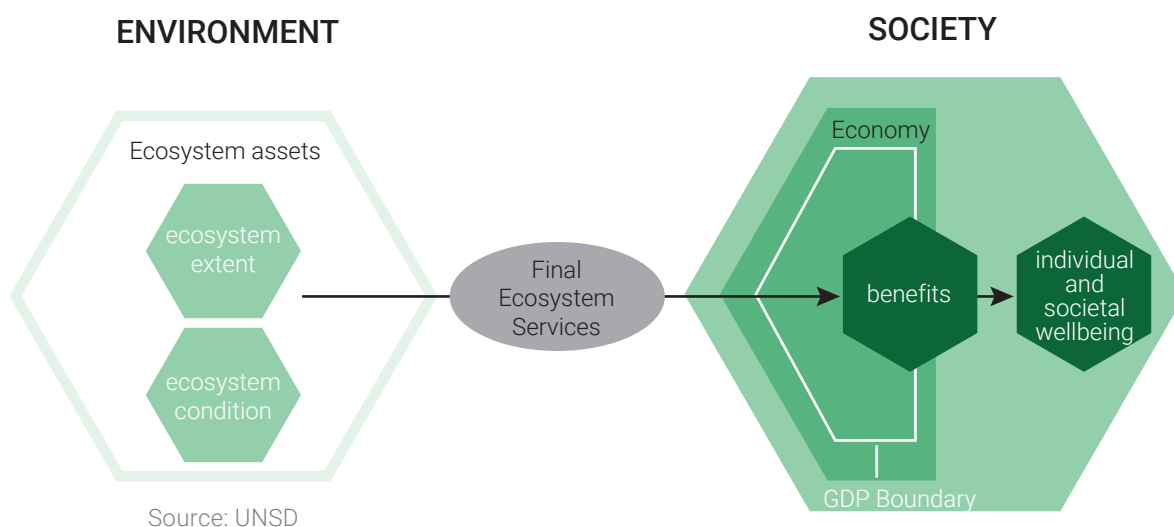 ENVIRONMENT
SOCIETY
Ecosystem assets
ecosystem
extent
ecosystem
condition
Final
Ecosystem
Services
Economy
benefits
individual
and
societal
wellbeing
GDP Boundary
Source: UNSD